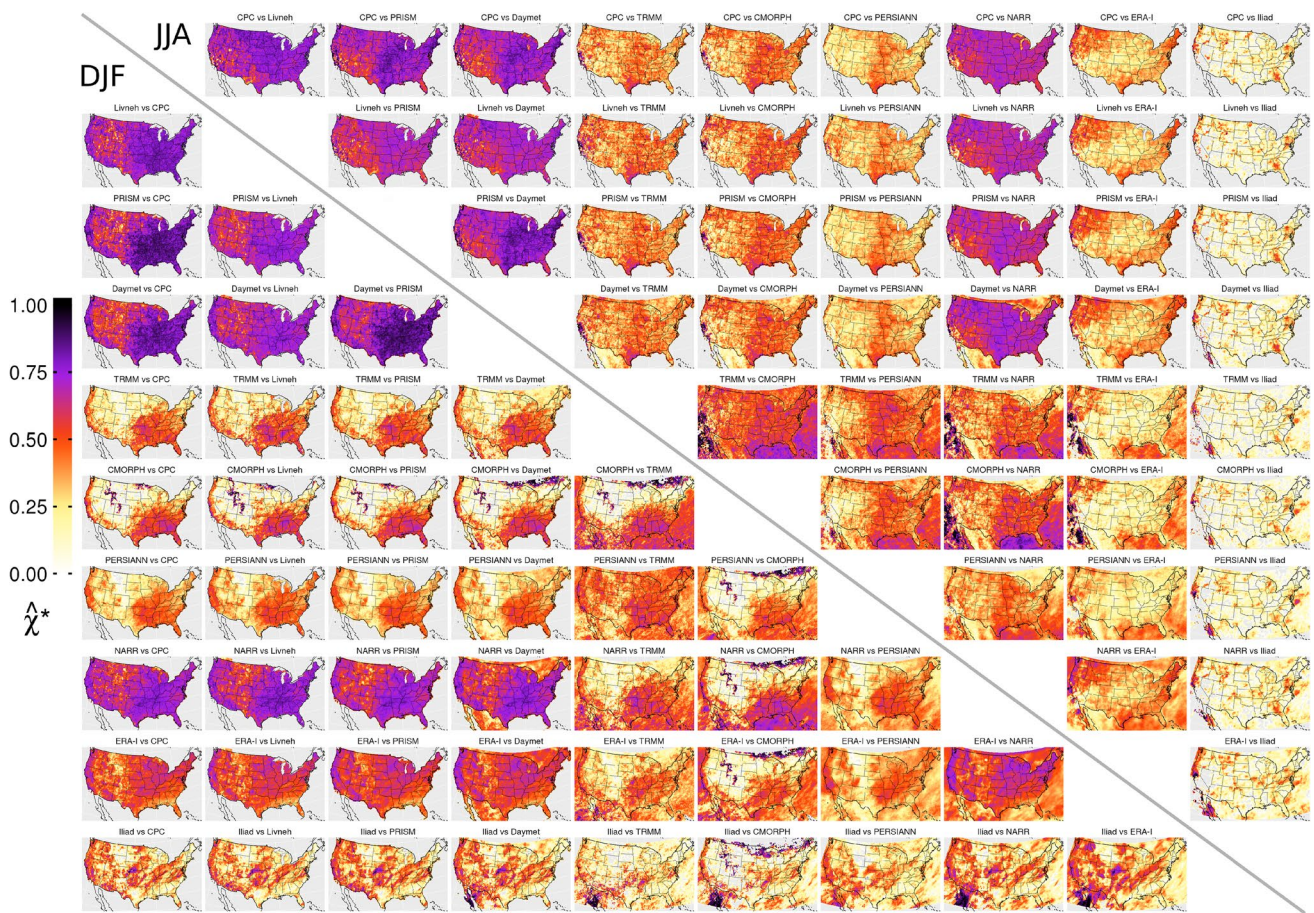 CPC vs Livneh CPC vs PRISM CPC vs Daymet CPC vs TRMM CPC vs CMORPH CPC vs PERSIANN CPC vs NARR CPC vs ERA-I CPC vs Iliad
JJA
DJF
Livneh vs CPC Livneh vs PRISM Livneh vs Daymet Livneh vs TRMM Livneh vs CMORPH Livneh vs PERSIANN Livneh vs NARR Livneh vs ERA-I Livneh vs Iliad
PRISM vs CPC PRISM vs Livneh PRISM vs Daymet PRISM vs TRMM PRISM vs CMORPH PRISM vs PERSIANN PRISM vs NARR PRISM vs ERA-I PRISM vs Iliad
Daymet vs CPC Daymet vs Livneh Daymet vs PRISM Daymet vs TRMM Daymet vs CMORPH Daymet vs PERSIANN Daymet vs NARR Daymet vs ERA-I Daymet vs Iliad
1.00
0.75
TRMM vs CPC TRMM vs Livneh TRMM vs PRISM TRMM vs Daymet TRMM vs CMORPH TRMM vs PERSIANN TRMM vs NARR TRMM vs ERA-I TRMM vs Iliad
0.50
CMORPH vs CPC CMORPH vs Livneh CMORPH vs PRISM CMORPH vs Daymet CMORPH vs TRMM CMORPH vs PERSIANN CMORPH vs NARR CMORPH vs ERA-I CMORPH vs Iliad
0.25
PERSIANN vs CPC PERSIANN vs Livneh PERSIANN vs PRISM PERSIANN vs Daymet PERSIANN vs TRMM PERSIANN vs CMORPH PERSIANN vs NARR PERSIANN vs ERA-I PERSIANN vs Iliad
0.00
χ̂*
NARR vs CPC NARR vs Livneh NARR vs PRISM NARR vs Daymet NARR vs TRMM NARR vs CMORPH NARR vs PERSIANN NARR vs ERA-I NARR vs Iliad
ERA-I vs CPC ERA-I vs Livneh ERA-I vs PRISM ERA-I vs Daymet ERA-I vs TRMM ERA-I vs CMORPH ERA-I vs PERSIANN ERA-I vs NARR ERA-I vs Iliad
Iliad vs CPC Iliad vs Livneh Iliad vs PRISM Iliad vs Daymet Iliad vs TRMM Iliad vs CMORPH Iliad vs PERSIANN Iliad vs NARR Iliad vs ERA-I